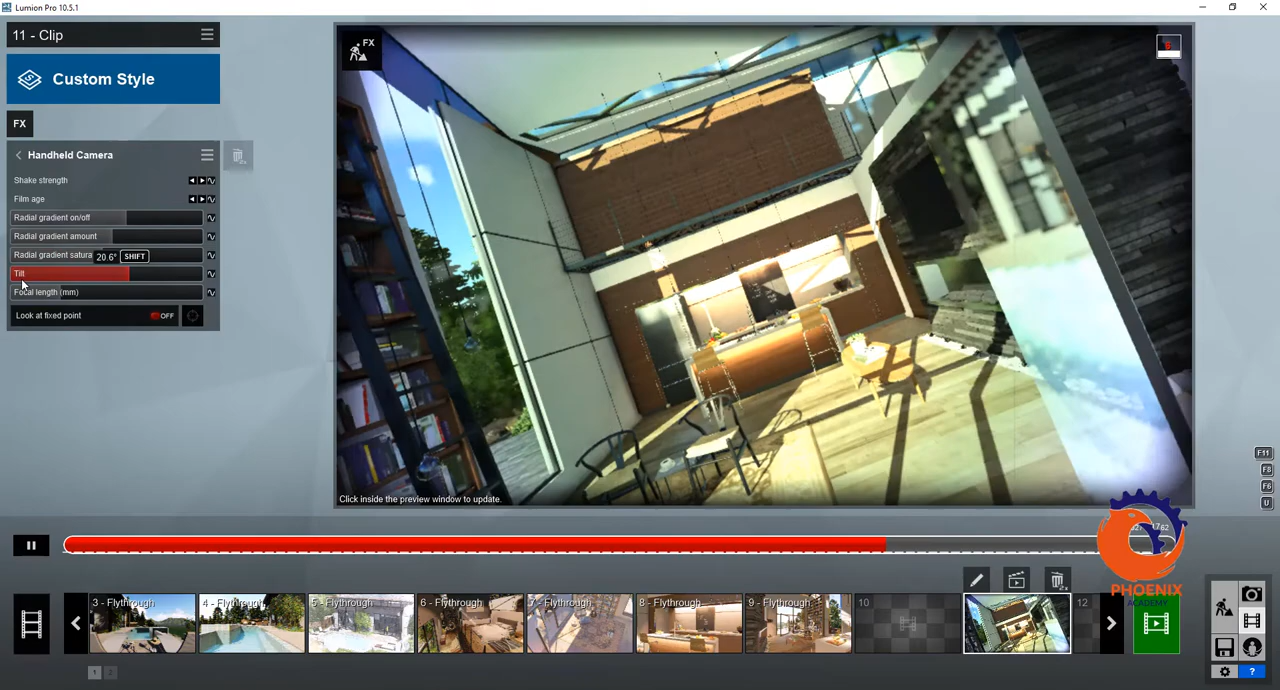 Lumion Pro 10.5.1
11 - Clip
Custom Style
FX
Handheld Camera
Shake strength
Film age
Radial gradient on/off
Radial gradient amount
Radial gradient satura
20.6° SHIFT
Tilt
Focal length (mm)
Look at fixed point OFF
FX
Click inside the preview window to update.
F11
F8
F6
U
PHOENIX
ACADEMY
3 - Flythrough
4 - Flythrough
5 - Flythrough
6 - Flythrough
7 - Flythrough
8 - Flythrough
9 - Flythrough
10
12
1 2
?